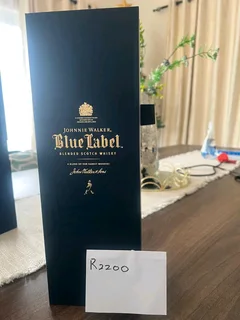 JOHNNIE WALKER
Blue Label
BLENDED SCOTCH WHISKY
John Walker & Sons
R2200